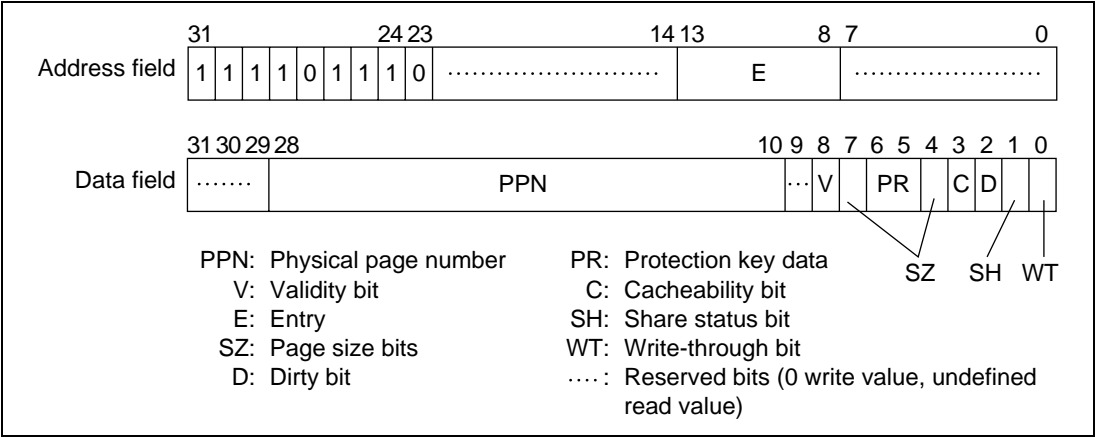 31 24 23 14 13 8 7 0
Address field 1 1 1 1 0 1 1 1 0 ........................ E ........................
31 30 29 28 10 9 8 7 6 5 4 3 2 1 0
Data field ....... PPN ... V PR C D
SZ SH WT
PPN: Physical page number PR: Protection key data
V: Validity bit C: Cacheability bit
E: Entry SH: Share status bit
SZ: Page size bits WT: Write-through bit
D: Dirty bit ....: Reserved bits (0 write value, undefined
read value)